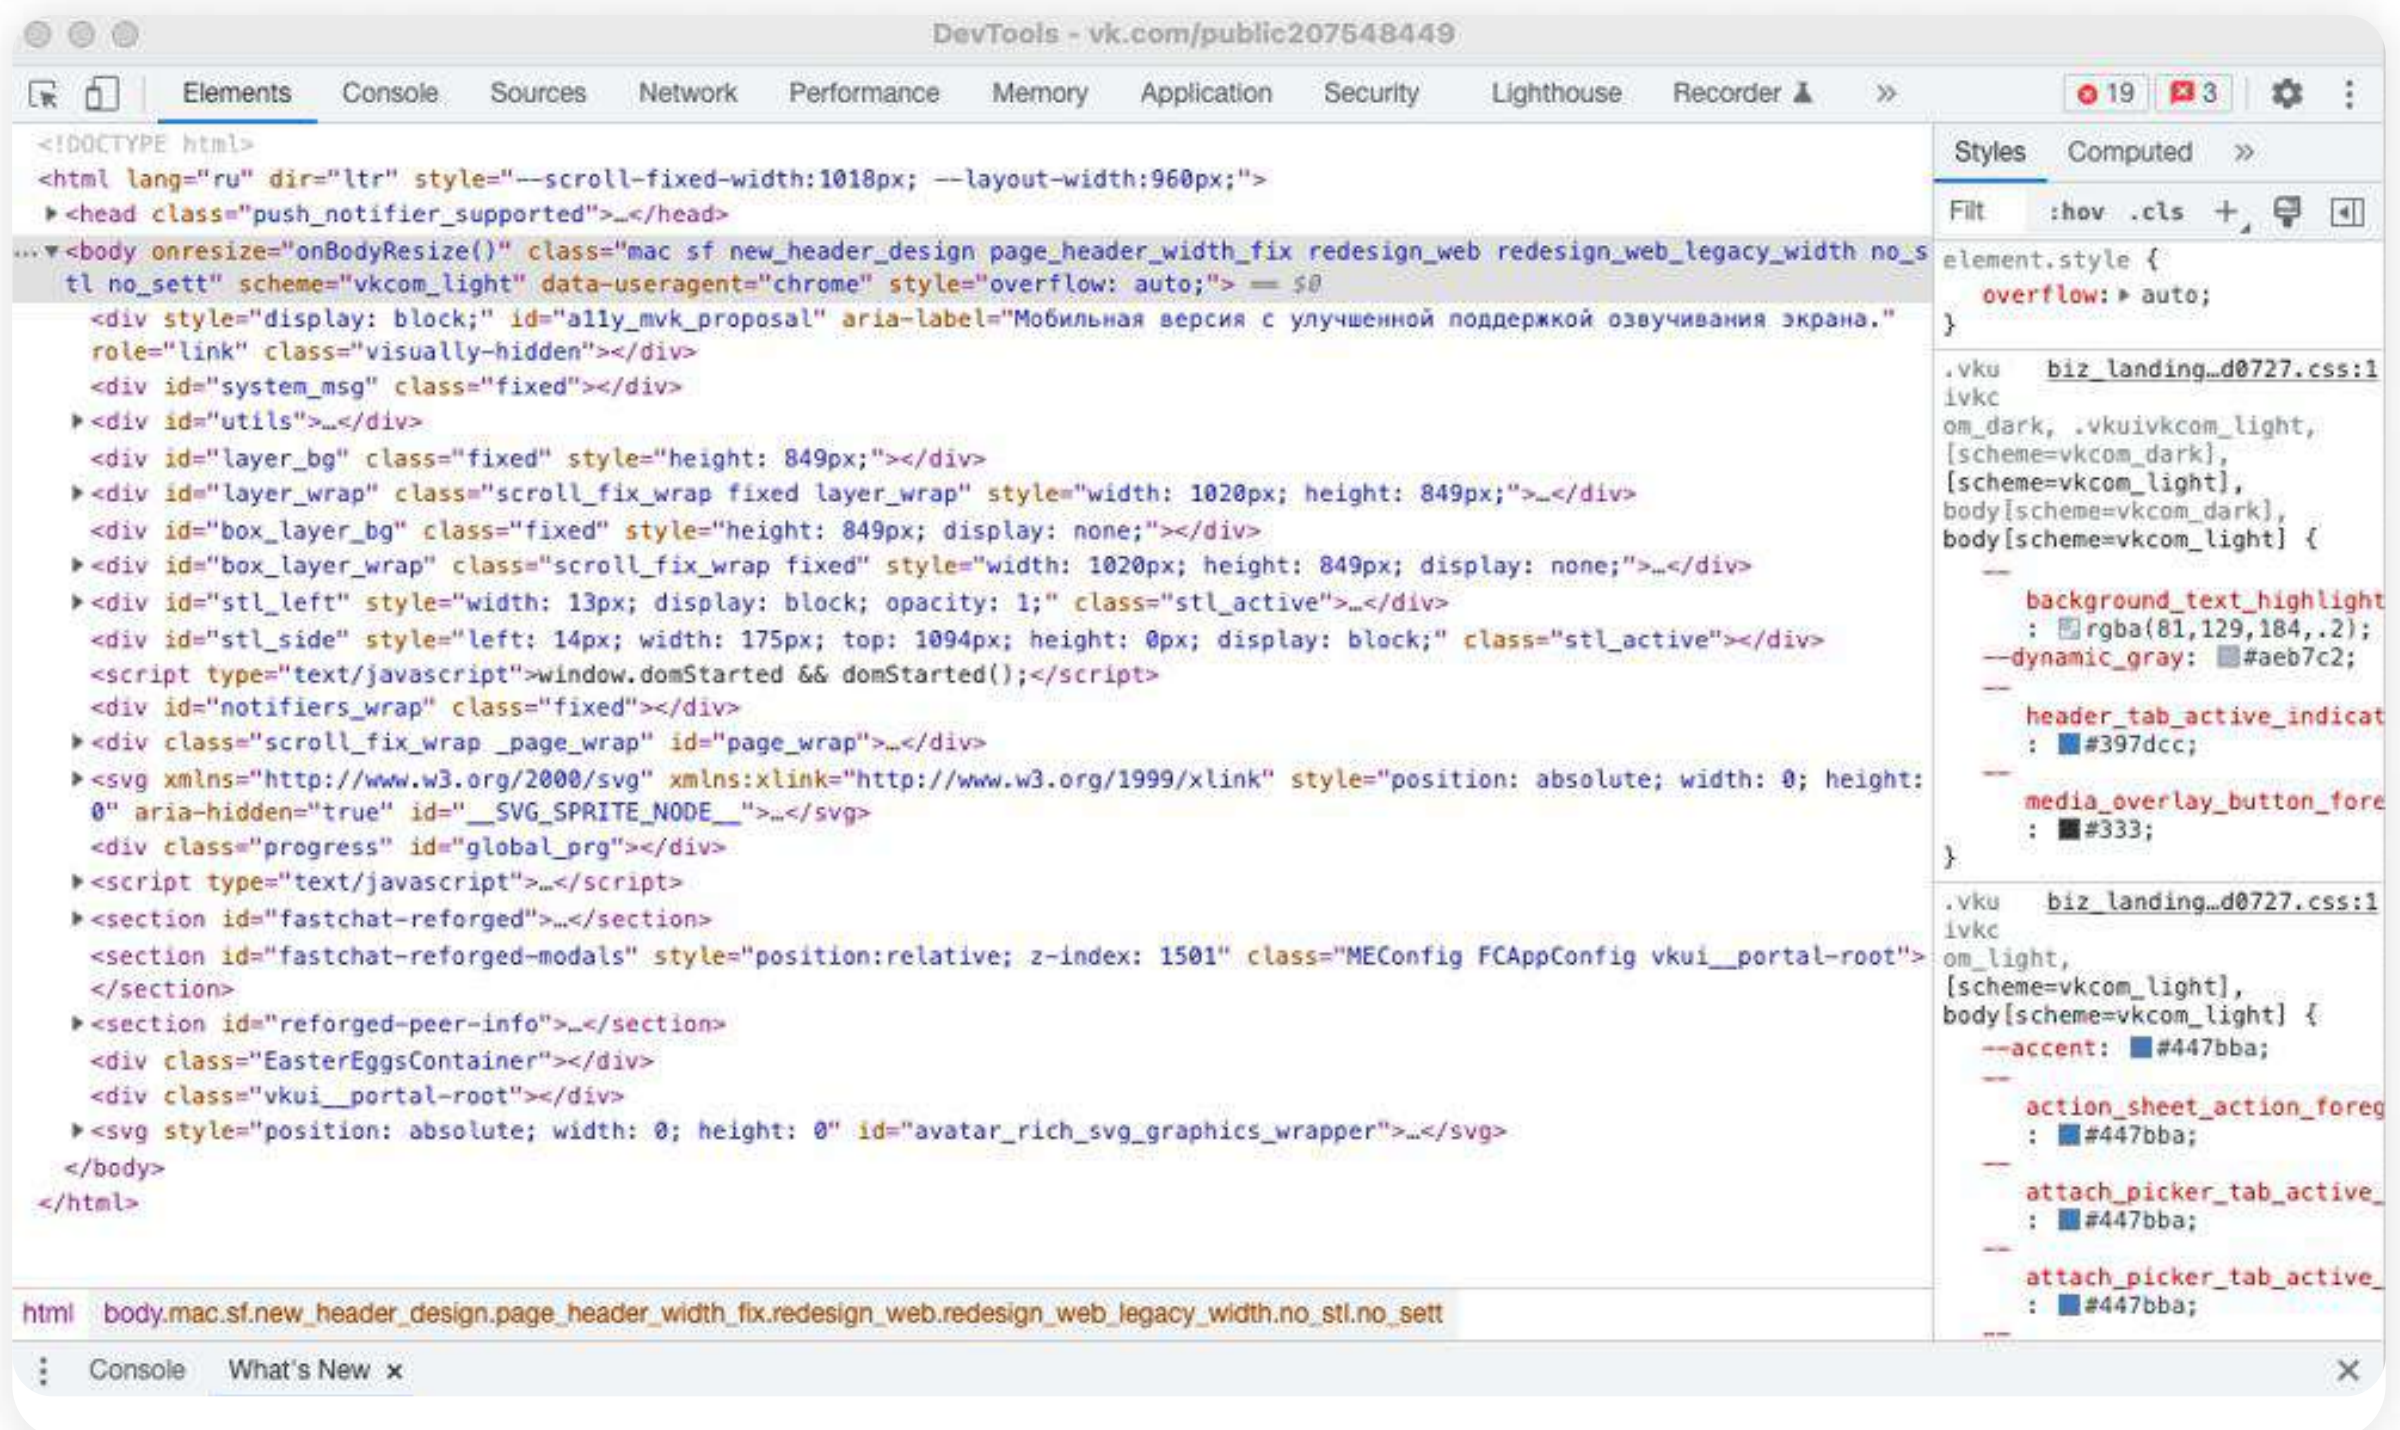 DevTools - vk.com/public207548449
Elements Console Sources Network Performance Memory Application Security Lighthouse Recorder » 19 3
<!DOCTYPE html>
<html lang="ru" dir="ltr" style="--scroll-fixed-width:1018px; --layout-width:960px;">
<head class="push_notifier_supported">…</head>
<body onresize="onBodyResize()" class="mac sf new_header_design page_header_width_fix redesign_web redesign_web_legacy_width no_s
tl no_sett" scheme="vkcom_light" data-useragent="chrome" style="overflow: auto;"> == $0
<div style="display: block;" id="a11y_mvk_proposal" aria-label="Мобильная версия с улучшенной поддержкой озвучивания экрана."
role="link" class="visually-hidden"></div>
<div id="system_msg" class="fixed"></div>
<div id="utils">…</div>
<div id="layer_bg" class="fixed" style="height: 849px;"></div>
<div id="layer_wrap" class="scroll_fix_wrap fixed layer_wrap" style="width: 1020px; height: 849px;">…</div>
<div id="box_layer_bg" class="fixed" style="height: 849px; display: none;"></div>
<div id="box_layer_wrap" class="scroll_fix_wrap fixed" style="width: 1020px; height: 849px; display: none;">…</div>
<div id="stl_left" style="width: 13px; display: block; opacity: 1;" class="stl_active">…</div>
<div id="stl_side" style="left: 14px; width: 175px; top: 1094px; height: 0px; display: block;" class="stl_active"></div>
<script type="text/javascript">window.domStarted && domStarted();</script>
<div id="notifiers_wrap" class="fixed"></div>
<div class="scroll_fix_wrap _page_wrap" id="page_wrap">…</div>
<svg xmlns="http://www.w3.org/2000/svg" xmlns:xlink="http://www.w3.org/1999/xlink" style="position: absolute; width: 0; height:
0" aria-hidden="true" id="__SVG_SPRITE_NODE__">…</svg>
<div class="progress" id="global_prg"></div>
<script type="text/javascript">…</script>
<section id="fastchat-reforged">…</section>
<section id="fastchat-reforged-modals" style="position:relative; z-index: 1501" class="MEConfig FCAppConfig vkui__portal-root">
</section>
<section id="reforged-peer-info">…</section>
<div class="EasterEggsContainer"></div>
<div class="vkui__portal-root"></div>
<svg style="position: absolute; width: 0; height: 0" id="avatar_rich_svg_graphics_wrapper">…</svg>
</body>
</html>
html body.mac.sf.new_header_design.page_header_width_fix.redesign_web.redesign_web_legacy_width.no_stl.no_sett
Console What's New ×
Styles Computed »
Filt :hov .cls +
element.style {
overflow: auto;
}
.vku biz_landing…d0727.css:1
ivkc
om_dark, .vkuivkcom_light,
[scheme=vkcom_dark],
[scheme=vkcom_light],
body[scheme=vkcom_dark],
body[scheme=vkcom_light] {
--
background_text_highlight
: rgba(81,129,184,.2);
--dynamic_gray: #aeb7c2;
--
header_tab_active_indicat
: #397dcc;
--
media_overlay_button_fore
: #333;
}
.vku biz_landing…d0727.css:1
ivkc
om_light,
[scheme=vkcom_light],
body[scheme=vkcom_light] {
--accent: #447bba;
--
action_sheet_action_foreg
: #447bba;
--
attach_picker_tab_active_
: #447bba;
--
attach_picker_tab_active_
: #447bba;
--